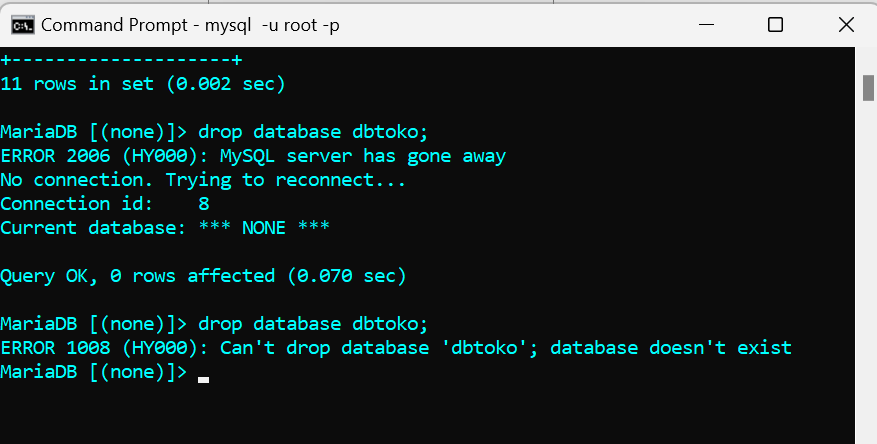 Command Prompt - mysql  -u root -p
+--------------------+
11 rows in set (0.002 sec)

MariaDB [(none)]> drop database dbtoko;
ERROR 2006 (HY000): MySQL server has gone away
No connection. Trying to reconnect...
Connection id:    8
Current database: *** NONE ***

Query OK, 0 rows affected (0.070 sec)

MariaDB [(none)]> drop database dbtoko;
ERROR 1008 (HY000): Can't drop database 'dbtoko'; database doesn't exist
MariaDB [(none)]>